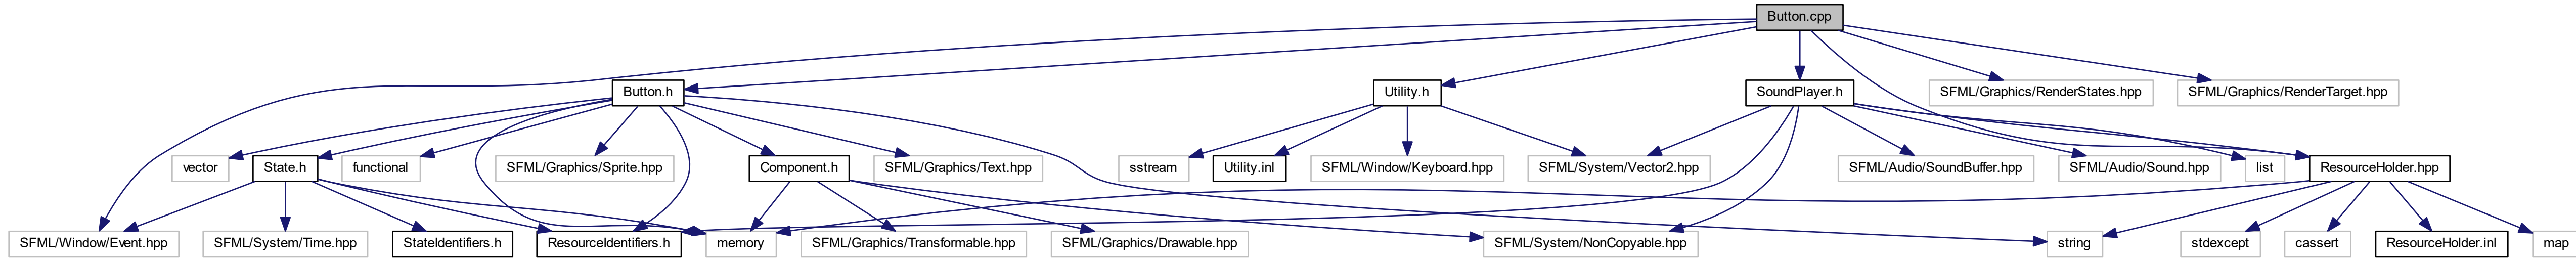 Button.cpp
Button.h
Utility.h
SoundPlayer.h
SFML/Graphics/RenderStates.hpp
SFML/Graphics/RenderTarget.hpp
vector
State.h
functional
SFML/Graphics/Sprite.hpp
Component.h
SFML/Graphics/Text.hpp
sstream
Utility.inl
SFML/Window/Keyboard.hpp
SFML/System/Vector2.hpp
SFML/Audio/SoundBuffer.hpp
SFML/Audio/Sound.hpp
list
ResourceHolder.hpp
SFML/Window/Event.hpp
SFML/System/Time.hpp
StateIdentifiers.h
ResourceIdentifiers.h
memory
SFML/Graphics/Transformable.hpp
SFML/Graphics/Drawable.hpp
SFML/System/NonCopyable.hpp
string
stdexcept
cassert
ResourceHolder.inl
map